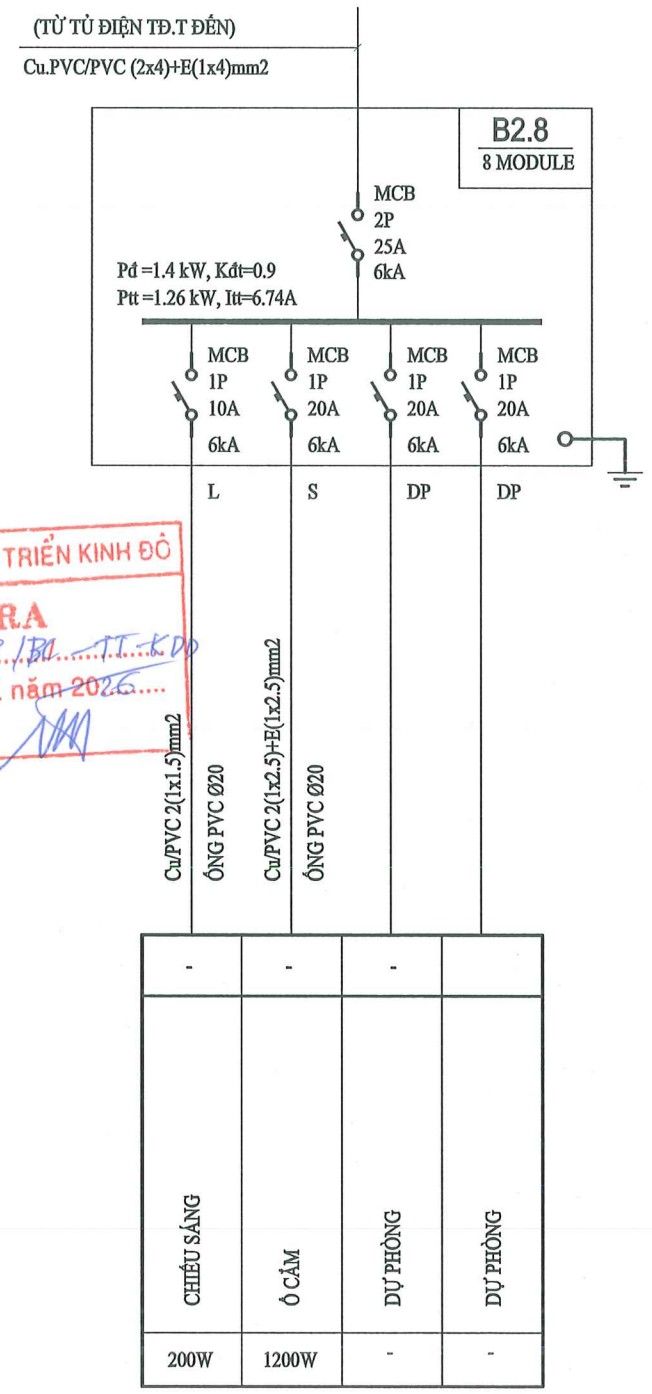 (TỪ TỦ ĐIỆN TĐ.T ĐẾN)
Cu.PVC/PVC (2x4)+E(1x4)mm2
B2.8
8 MODULE
MCB
2P
25A
6kA
Pđ =1.4 kW, Kđt=0.9
Ptt =1.26 kW, Itt=6.74A
MCB
1P
10A
6kA
MCB
1P
20A
6kA
MCB
1P
20A
6kA
MCB
1P
20A
6kA
L
S
DP
DP
TRIỂN KINH ĐÔ
RA
/BC -TT-KDD
năm 2026
Cu/PVC 2(1x1.5)mm2
ỐNG PVC Ø20
Cu/PVC 2(1x2.5)+E(1x2.5)mm2
ỐNG PVC Ø20
- - -
CHIẾU SÁNG
Ổ CẮM
DỰ PHÒNG
DỰ PHÒNG
200W 1200W - -